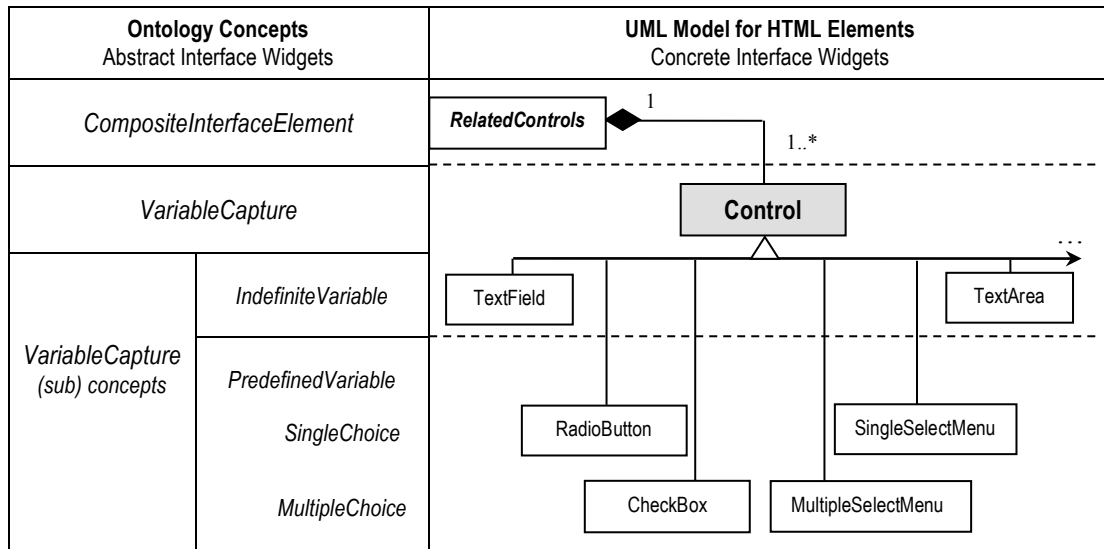 Ontology Concepts
Abstract Interface Widgets
UML Model for HTML Elements
Concrete Interface Widgets
CompositeInterfaceElement
RelatedControls
1
1..*
VariableCapture
Control
...
VariableCapture
(sub) concepts
IndefiniteVariable
TextField
TextArea
PredefinedVariable
SingleChoice
RadioButton
SingleSelectMenu
MultipleChoice
CheckBox
MultipleSelectMenu